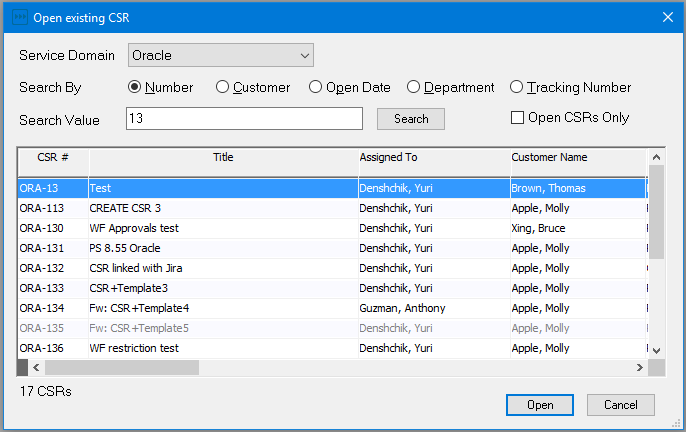 Open existing CSR
Service Domain Oracle
Search By Number Customer Open Date Department Tracking Number
Search Value 13 Search Open CSRs Only
CSR # Title Assigned To Customer Name
ORA-13 Test Denshchik, Yuri Brown, Thomas
ORA-113 CREATE CSR 3 Denshchik, Yuri Apple, Molly
ORA-130 WF Approvals test Denshchik, Yuri Xing, Bruce
ORA-131 PS 8.55 Oracle Denshchik, Yuri Apple, Molly
ORA-132 CSR linked with Jira Denshchik, Yuri Apple, Molly
ORA-133 CSR+Template3 Denshchik, Yuri Apple, Molly
ORA-134 Fw: CSR+Template4 Guzman, Anthony Apple, Molly
ORA-135 Fw: CSR+Template5 Denshchik, Yuri Apple, Molly
ORA-136 WF restriction test Denshchik, Yuri Apple, Molly
17 CSRs
Open Cancel